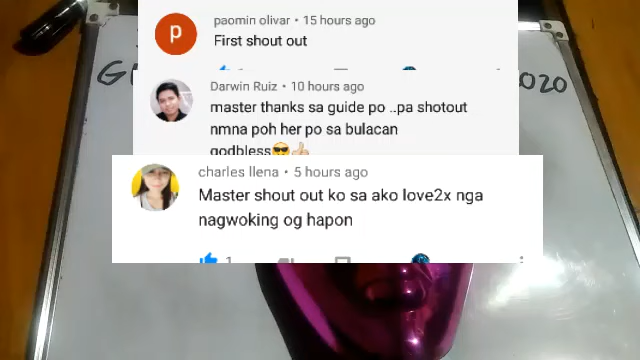 paomin olivar • 15 hours ago
First shout out
Darwin Ruiz • 10 hours ago
master thanks sa guide po ..pa shotout
nmna poh her po sa bulacan
godbless😎👍
charles llena • 5 hours ago
Master shout out ko sa ako love2x nga
nagwoking og hapon
1
G
2020
P